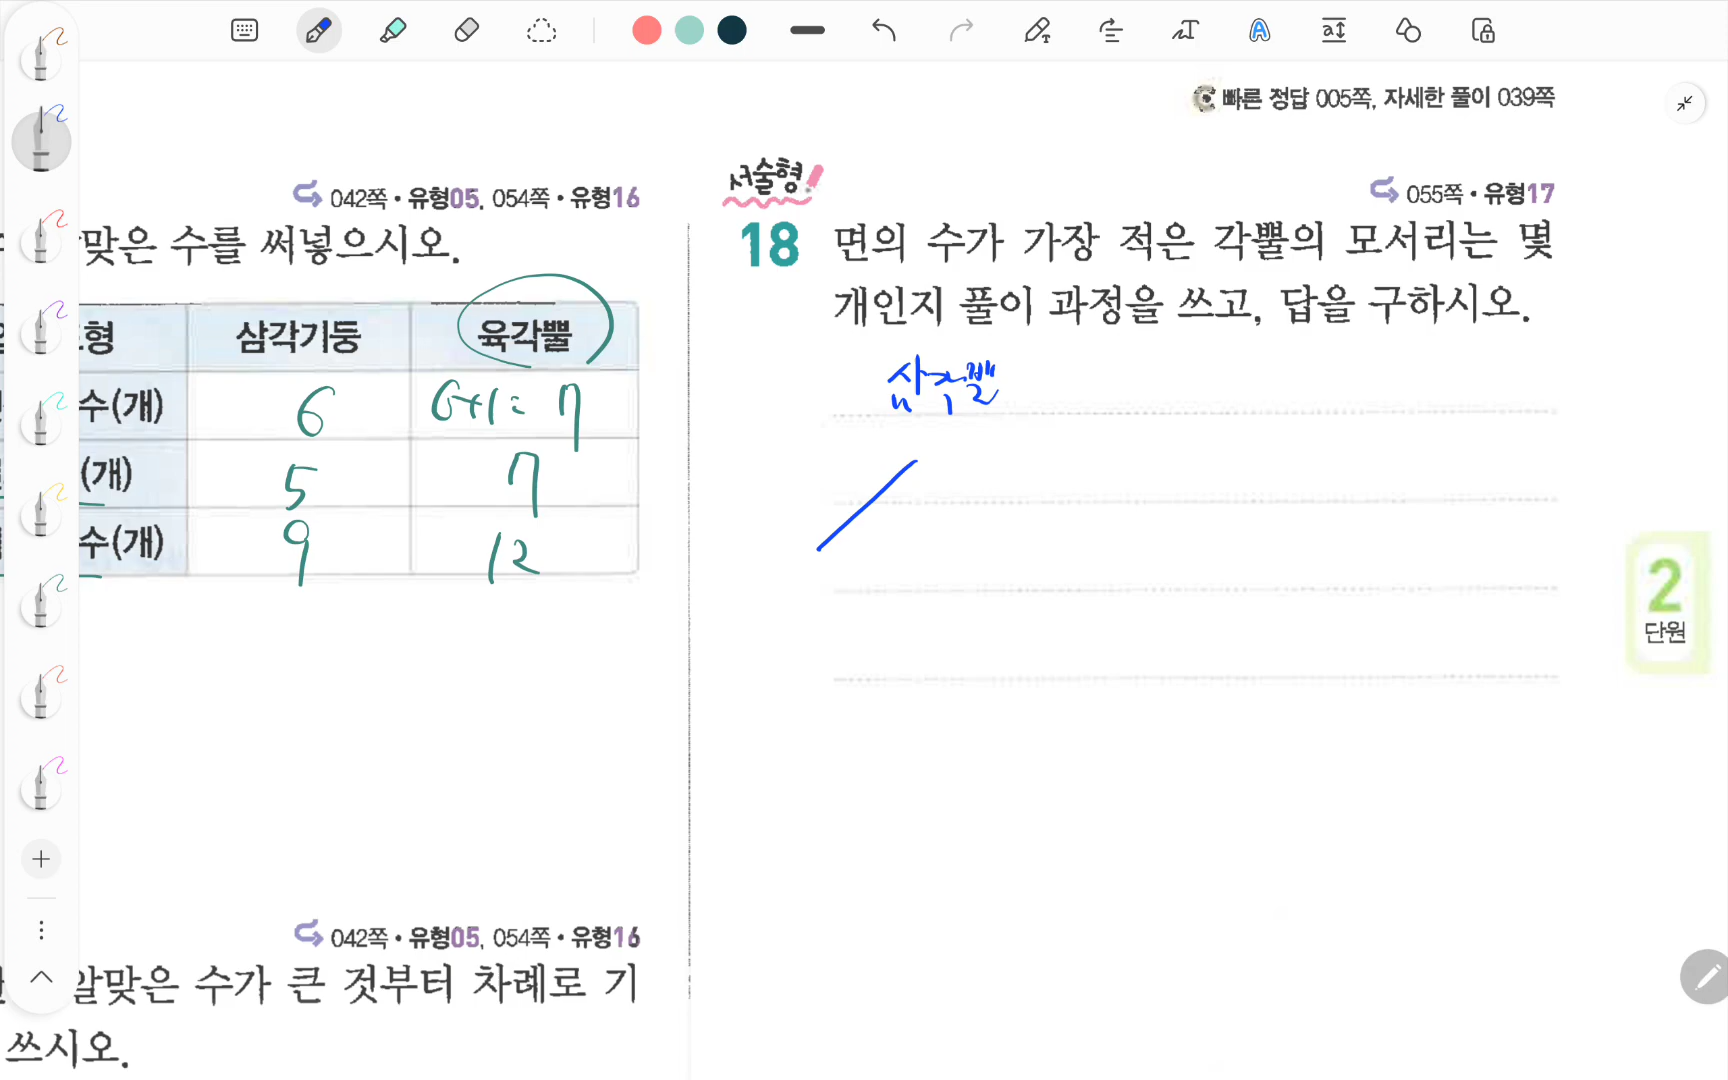 빠른 정답 005쪽, 자세한 풀이 039쪽
042쪽 • 유형05, 054쪽 • 유형16
맞은 수를 써넣으시오.
형 삼각기둥 육각뿔
수(개) 6 6+1= 7
(개) 5 7
수(개) 9 12
042쪽 • 유형05, 054쪽 • 유형16
알맞은 수가 큰 것부터 차례로 기
쓰시오.
서술형!
055쪽 • 유형17
18 면의 수가 가장 적은 각뿔의 모서리는 몇
개인지 풀이 과정을 쓰고, 답을 구하시오.
삼각뿔
2
단원